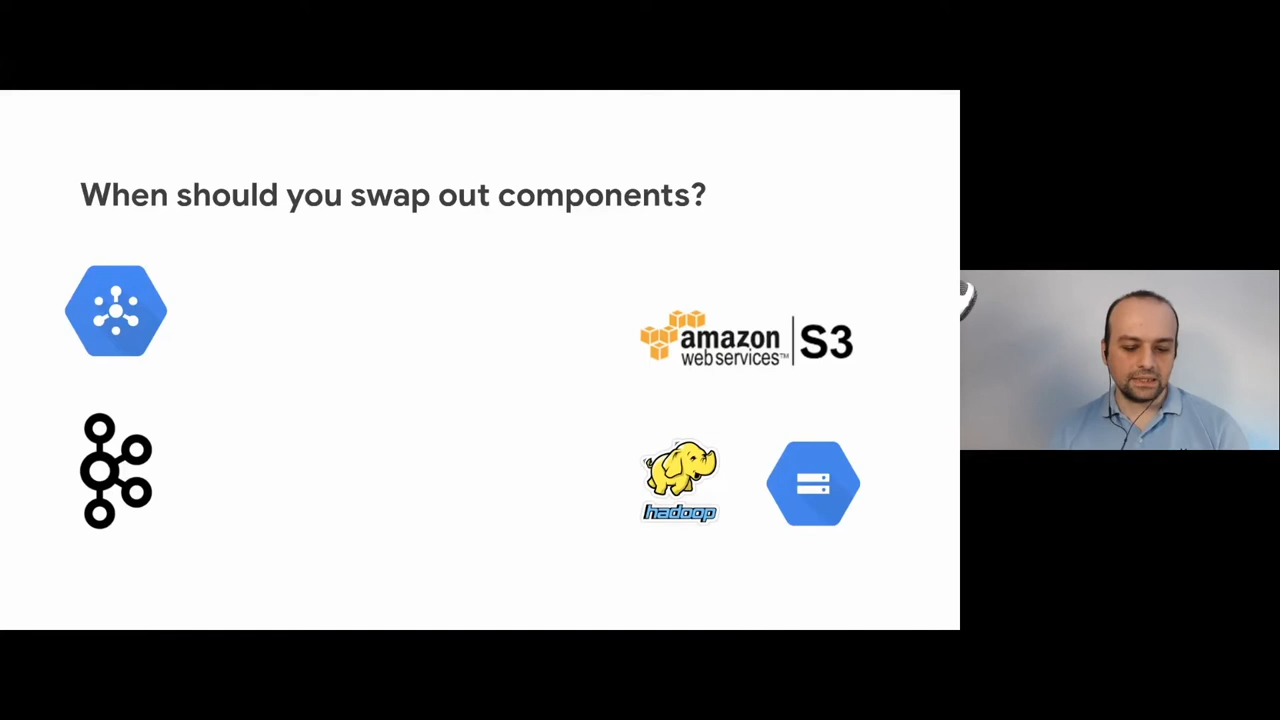 When should you swap out components?
amazon
web services™
S3
hadoop